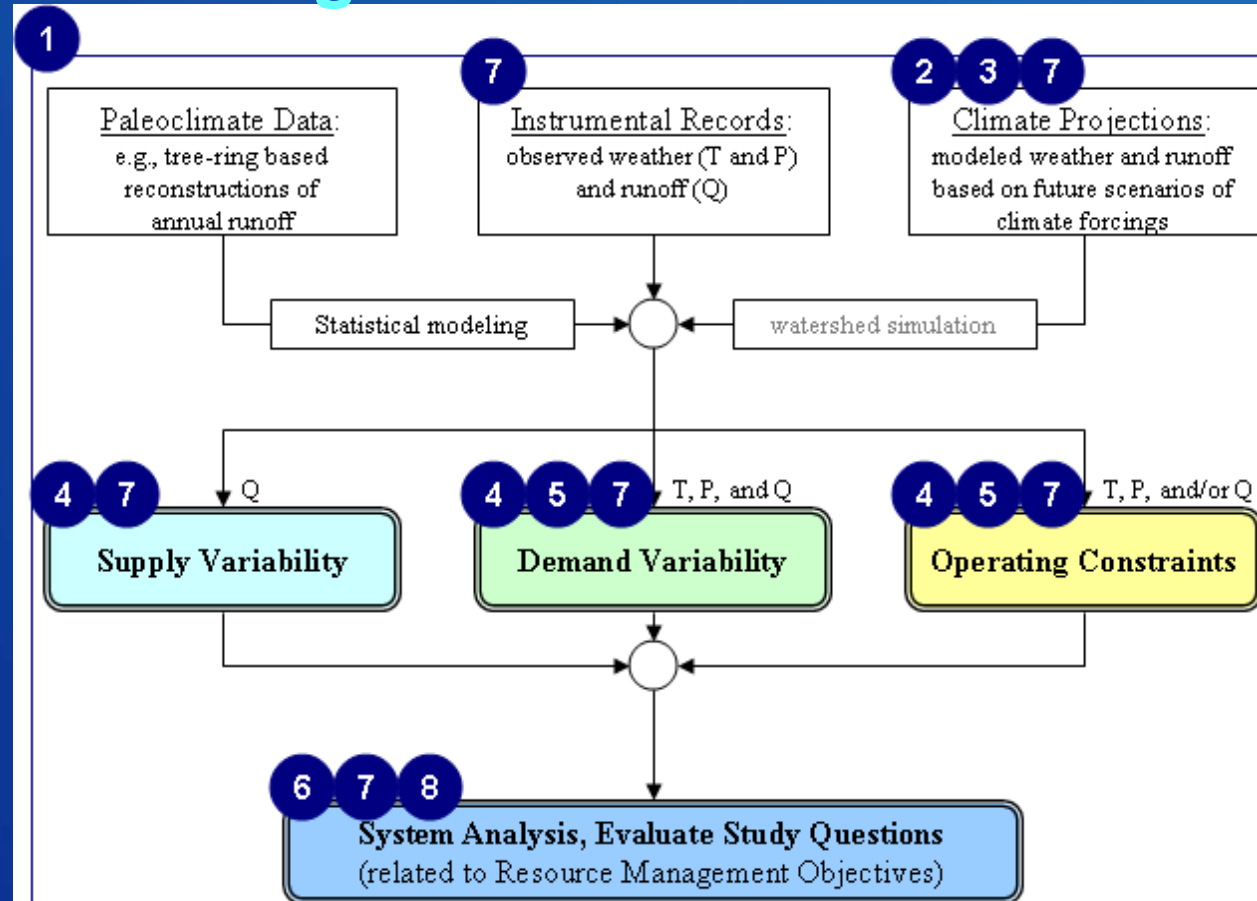 1
7
2 3 7
Paleoclimate Data:
e.g., tree-ring based
reconstructions of
annual runoff
Instrumental Records:
observed weather (T and P)
and runoff (Q)
Climate Projections:
modeled weather and runoff
based on future scenarios of
climate forcings
Statistical modeling
watershed simulation
4 7
Q
4 5 7
T, P, and Q
4 5 7
T, P, and/or Q
Supply Variability
Demand Variability
Operating Constraints
6 7 8
System Analysis, Evaluate Study Questions
(related to Resource Management Objectives)